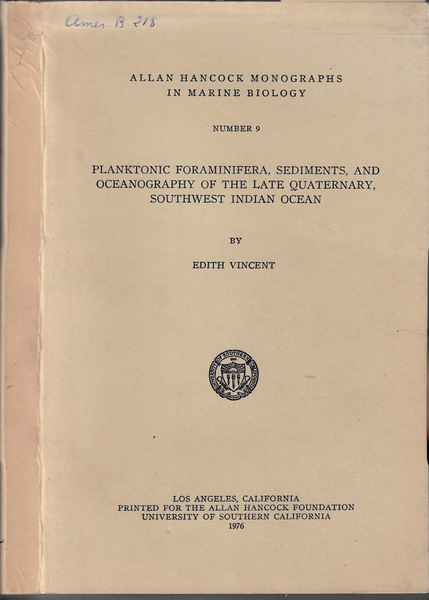 Amer. B. 218
ALLAN HANCOCK MONOGRAPHS
IN MARINE BIOLOGY
NUMBER 9
PLANKTONIC FORAMINIFERA, SEDIMENTS, AND
OCEANOGRAPHY OF THE LATE QUATERNARY,
SOUTHWEST INDIAN OCEAN
BY
EDITH VINCENT
LOS ANGELES, CALIFORNIA
PRINTED FOR THE ALLAN HANCOCK FOUNDATION
UNIVERSITY OF SOUTHERN CALIFORNIA
1976